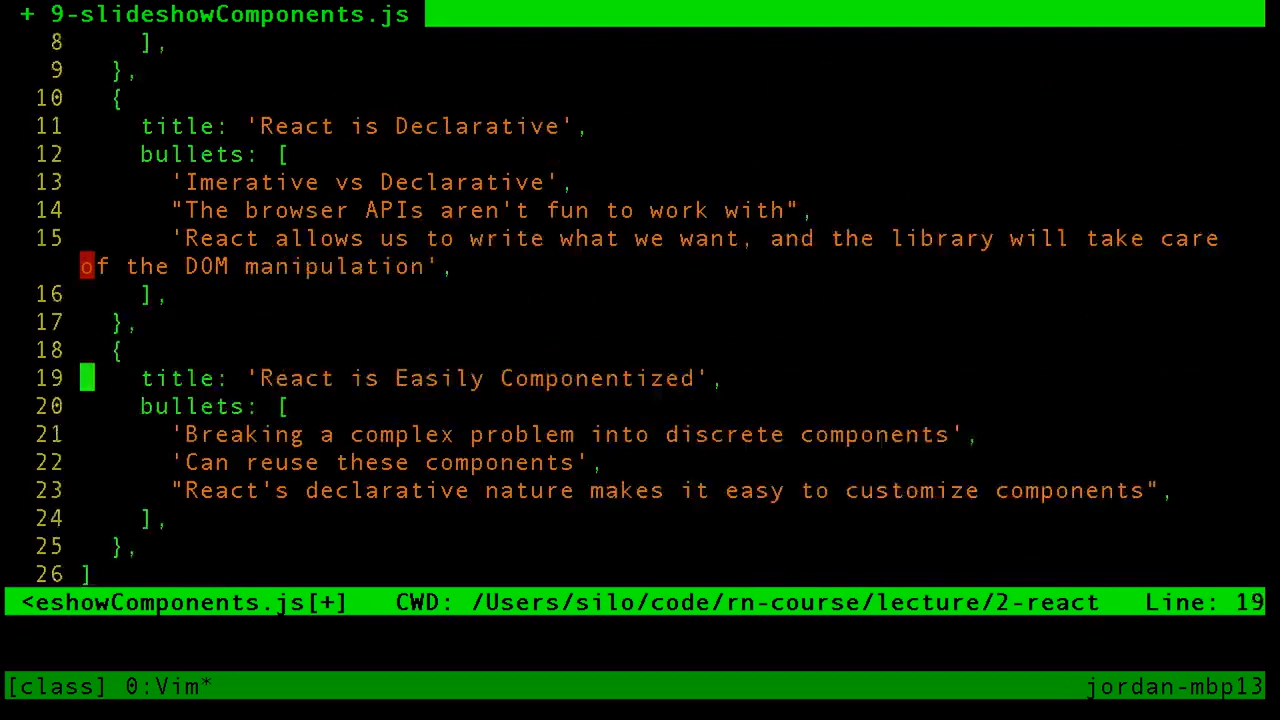 + 9-slideshowComponents.js
8 ],
9 },
10 {
11 title: 'React is Declarative',
12 bullets: [
13 'Imerative vs Declarative',
14 "The browser APIs aren't fun to work with",
15 'React allows us to write what we want, and the library will take care
of the DOM manipulation',
16 ],
17 },
18 {
19 title: 'React is Easily Componentized',
20 bullets: [
21 'Breaking a complex problem into discrete components',
22 'Can reuse these components',
23 "React's declarative nature makes it easy to customize components",
24 ],
25 },
26 ]
<eshowComponents.js[+] CWD: /Users/silo/code/rn-course/lecture/2-react Line: 19
[class] 0:Vim* jordan-mbp13